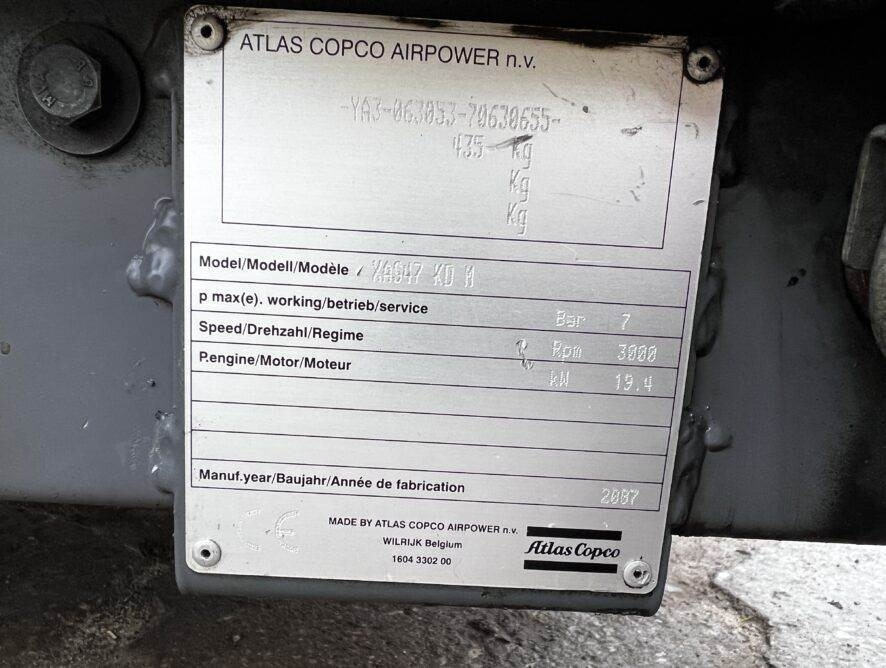 ATLAS COPCO AIRPOWER n.v.
-YA3-063053-70630655-
435 Kg
Kg
Kg
Model/Modell/Modèle XAS47 KD M
p max(e). working/betrieb/service Bar 7
Speed/Drehzahl/Regime Rpm 3000
P.engine/Motor/Moteur kW 19.4
Manuf.year/Baujahr/Année de fabrication 2007
CE
MADE BY ATLAS COPCO AIRPOWER n.v.
WILRIJK Belgium
1604 3302 00
Atlas Copco